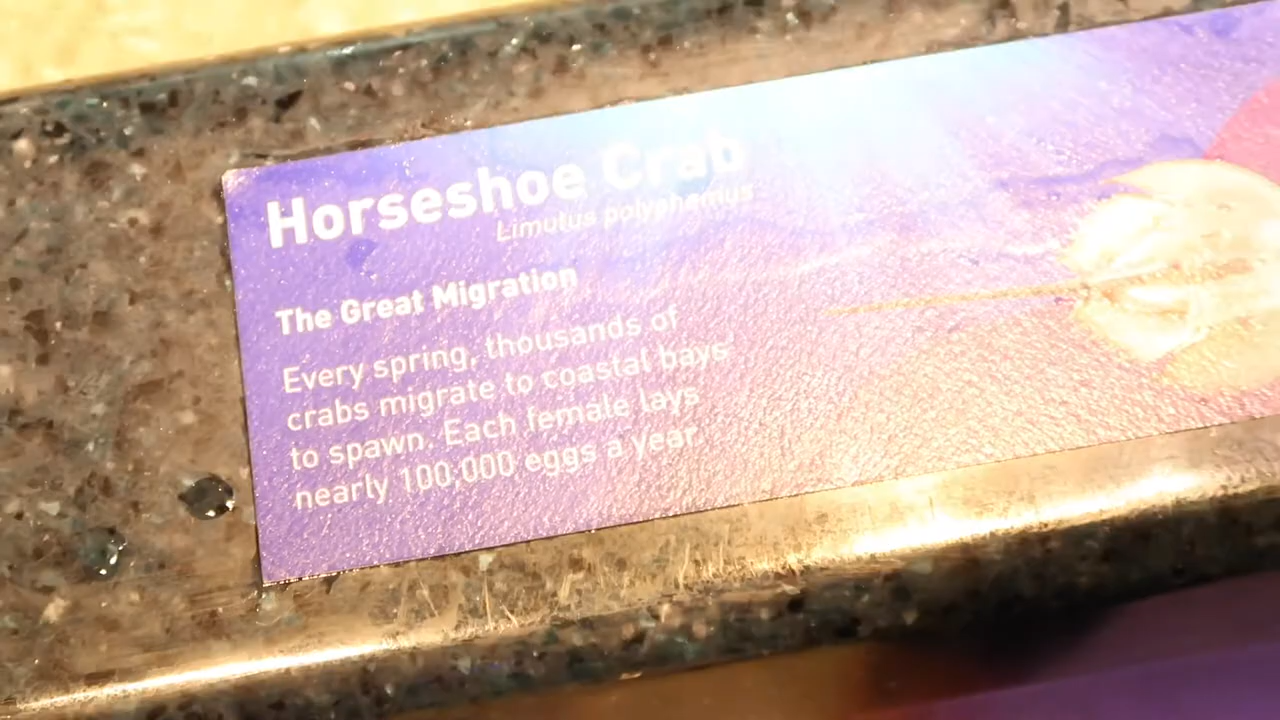 Horseshoe Crab
Limulus polyphemus
The Great Migration
Every spring, thousands of
crabs migrate to coastal bays
to spawn. Each female lays
nearly 100,000 eggs a year.